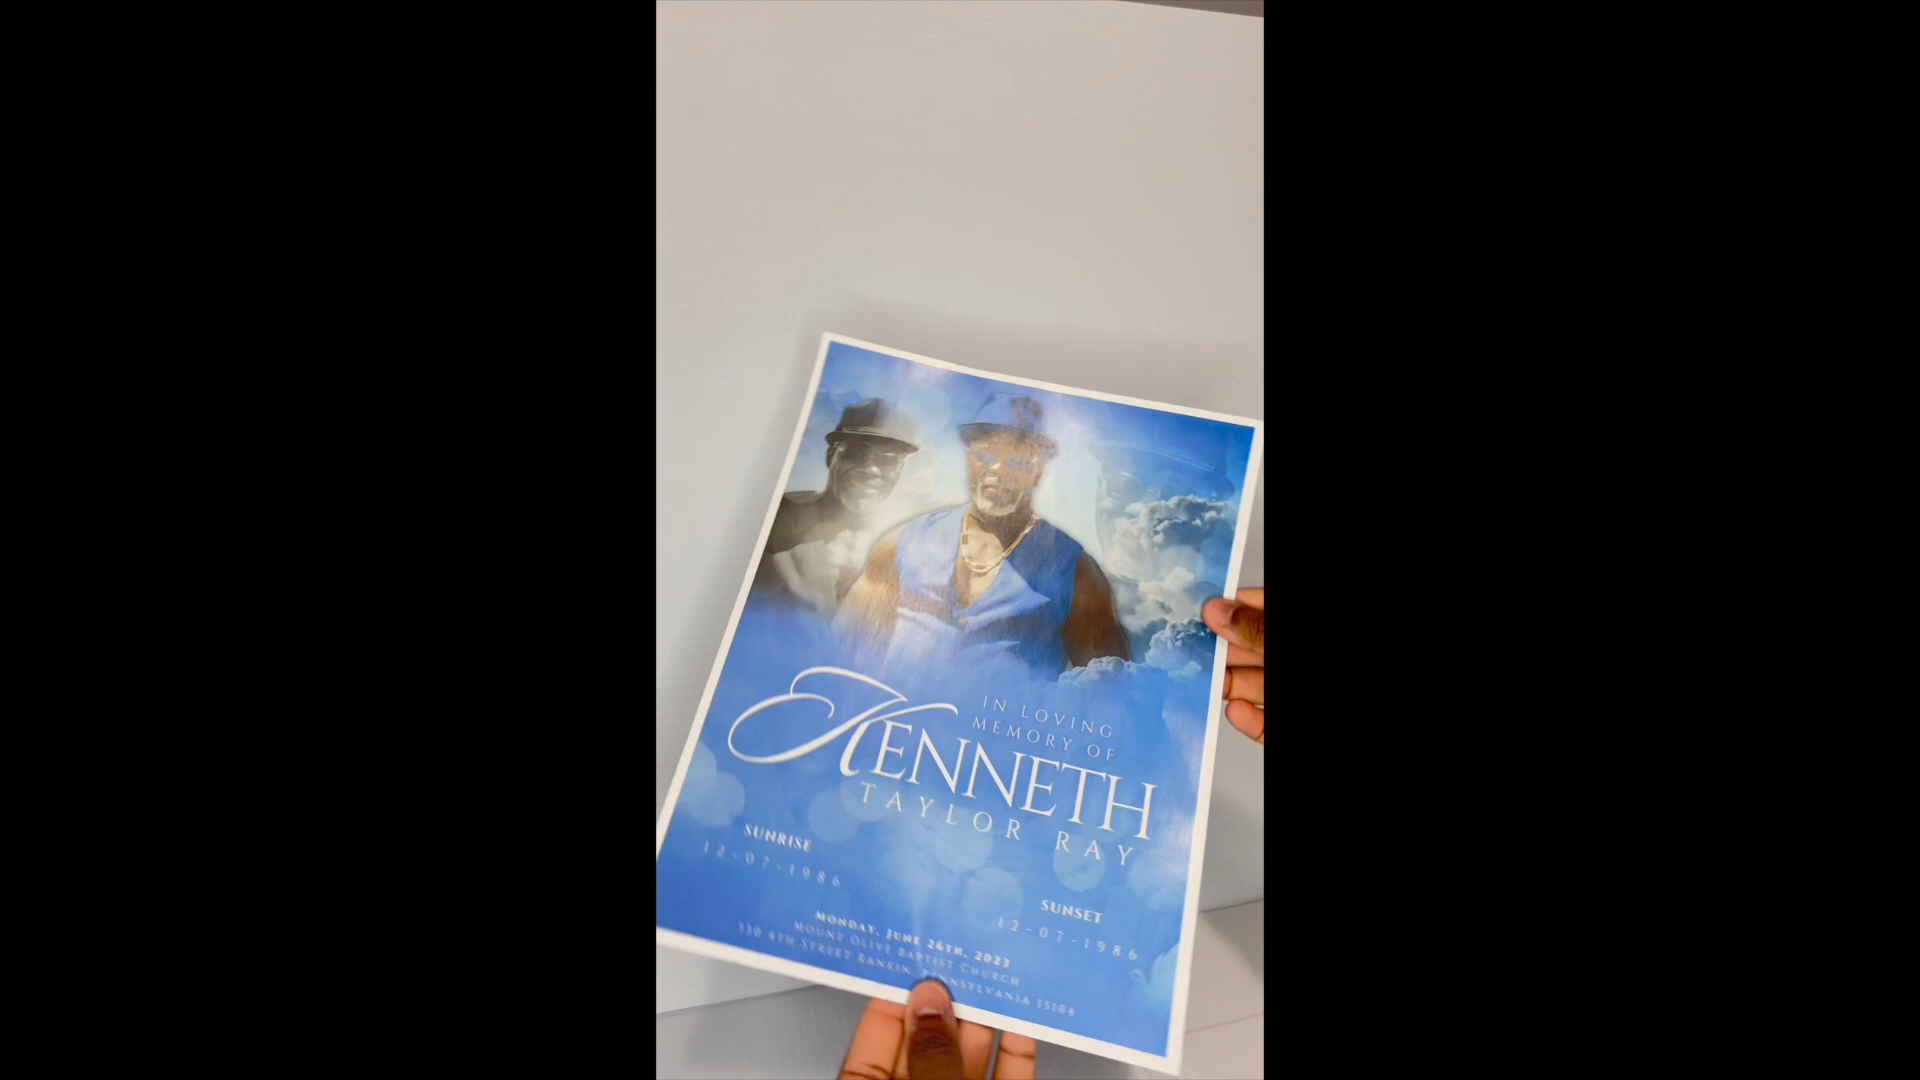 IN LOVING
MEMORY OF
KENNETH
TAYLOR RAY
SUNRISE
12-07-1986
SUNSET
12-07-1986
MONDAY, JUNE 26TH, 2023
MOUNT OLIVE BAPTIST CHURCH
330 4TH STREET RANKIN, PENNSYLVANIA 15104